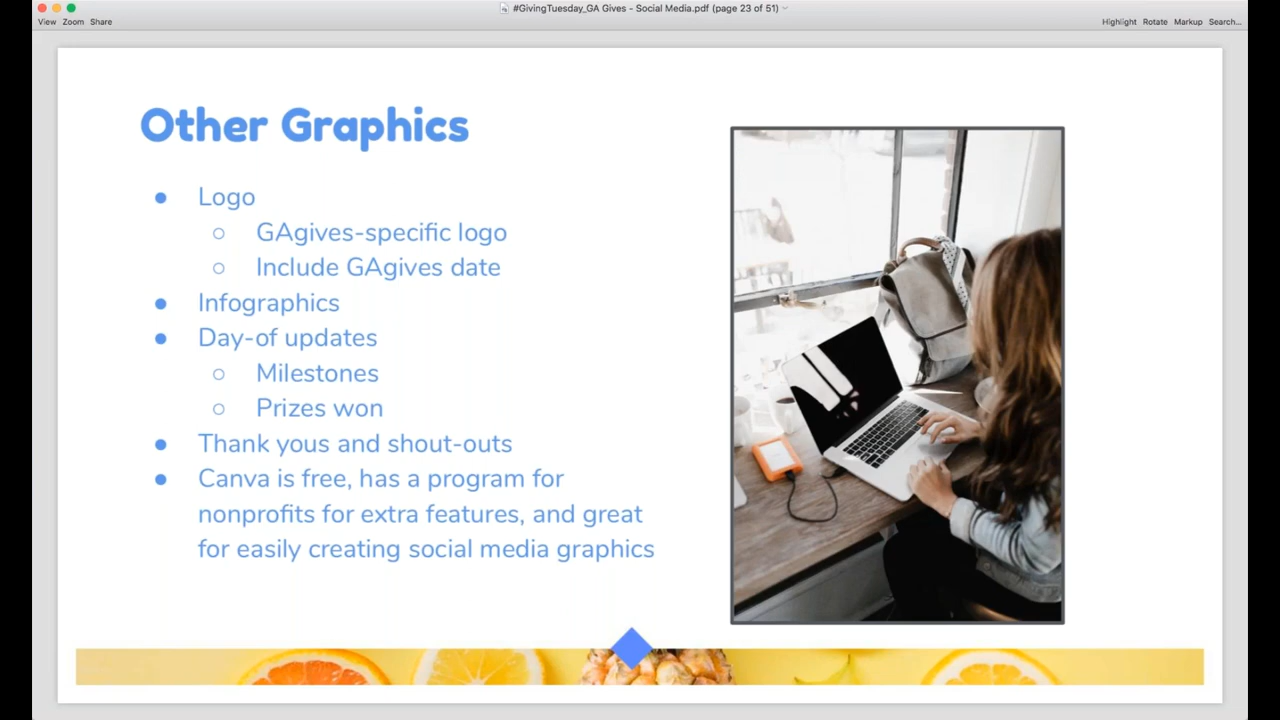 #GivingTuesday_GA Gives - Social Media.pdf (page 23 of 51)
View Zoom Share
Highlight Rotate Markup Search...
Other Graphics
● Logo
○ GAgives-specific logo
○ Include GAgives date
● Infographics
● Day-of updates
○ Milestones
○ Prizes won
● Thank yous and shout-outs
● Canva is free, has a program for
nonprofits for extra features, and great
for easily creating social media graphics